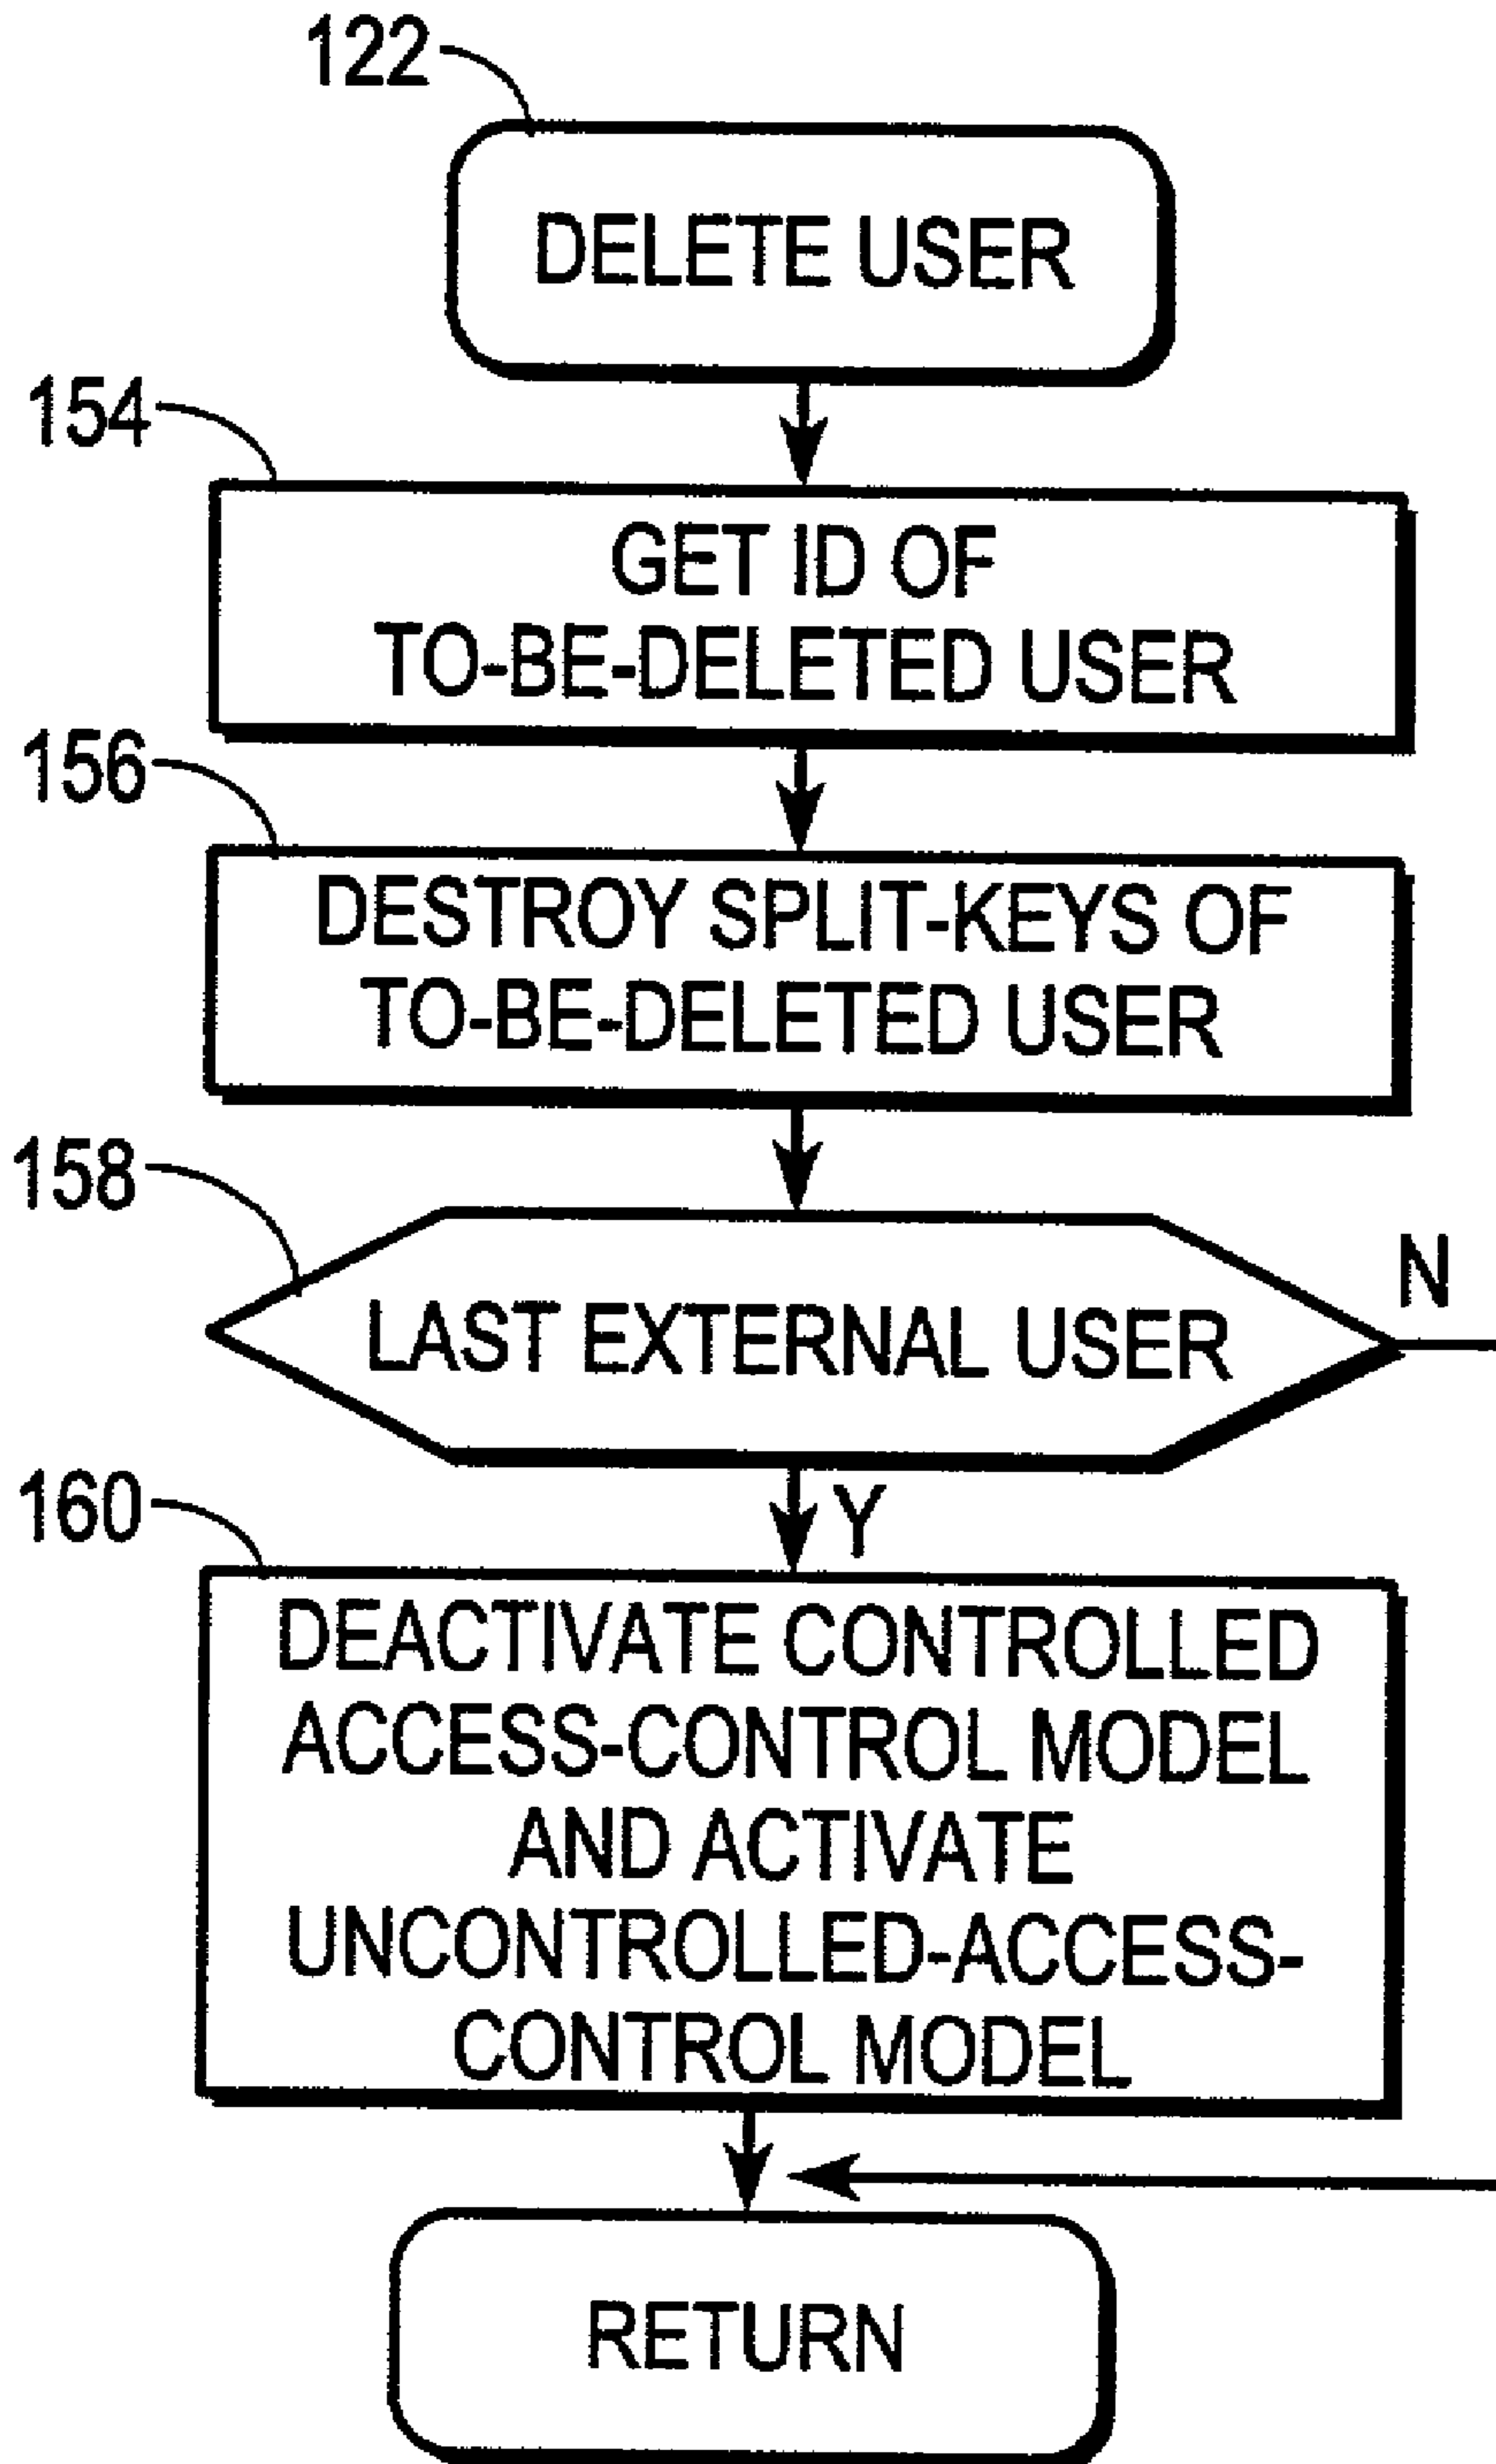 122
DELETE USER
154
GET ID OF
TO-BE-DELETED USER
156
DESTROY SPLIT-KEYS OF
TO-BE-DELETED USER
158
LAST EXTERNAL USER
N
Y
160
DEACTIVATE CONTROLLED
ACCESS-CONTROL MODEL
AND ACTIVATE
UNCONTROLLED-ACCESS-
CONTROL MODEL
RETURN